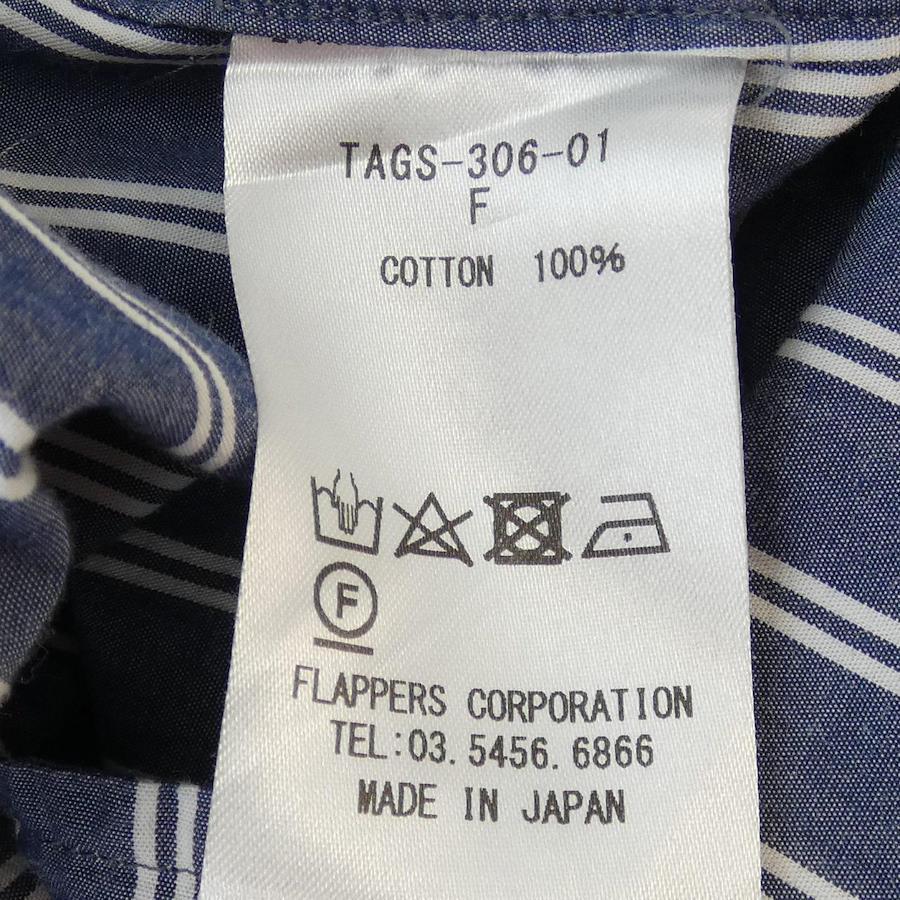 TAGS-306-01
F
COTTON 100%
F
FLAPPERS CORPORATION
TEL:03.5456.6866
MADE IN JAPAN